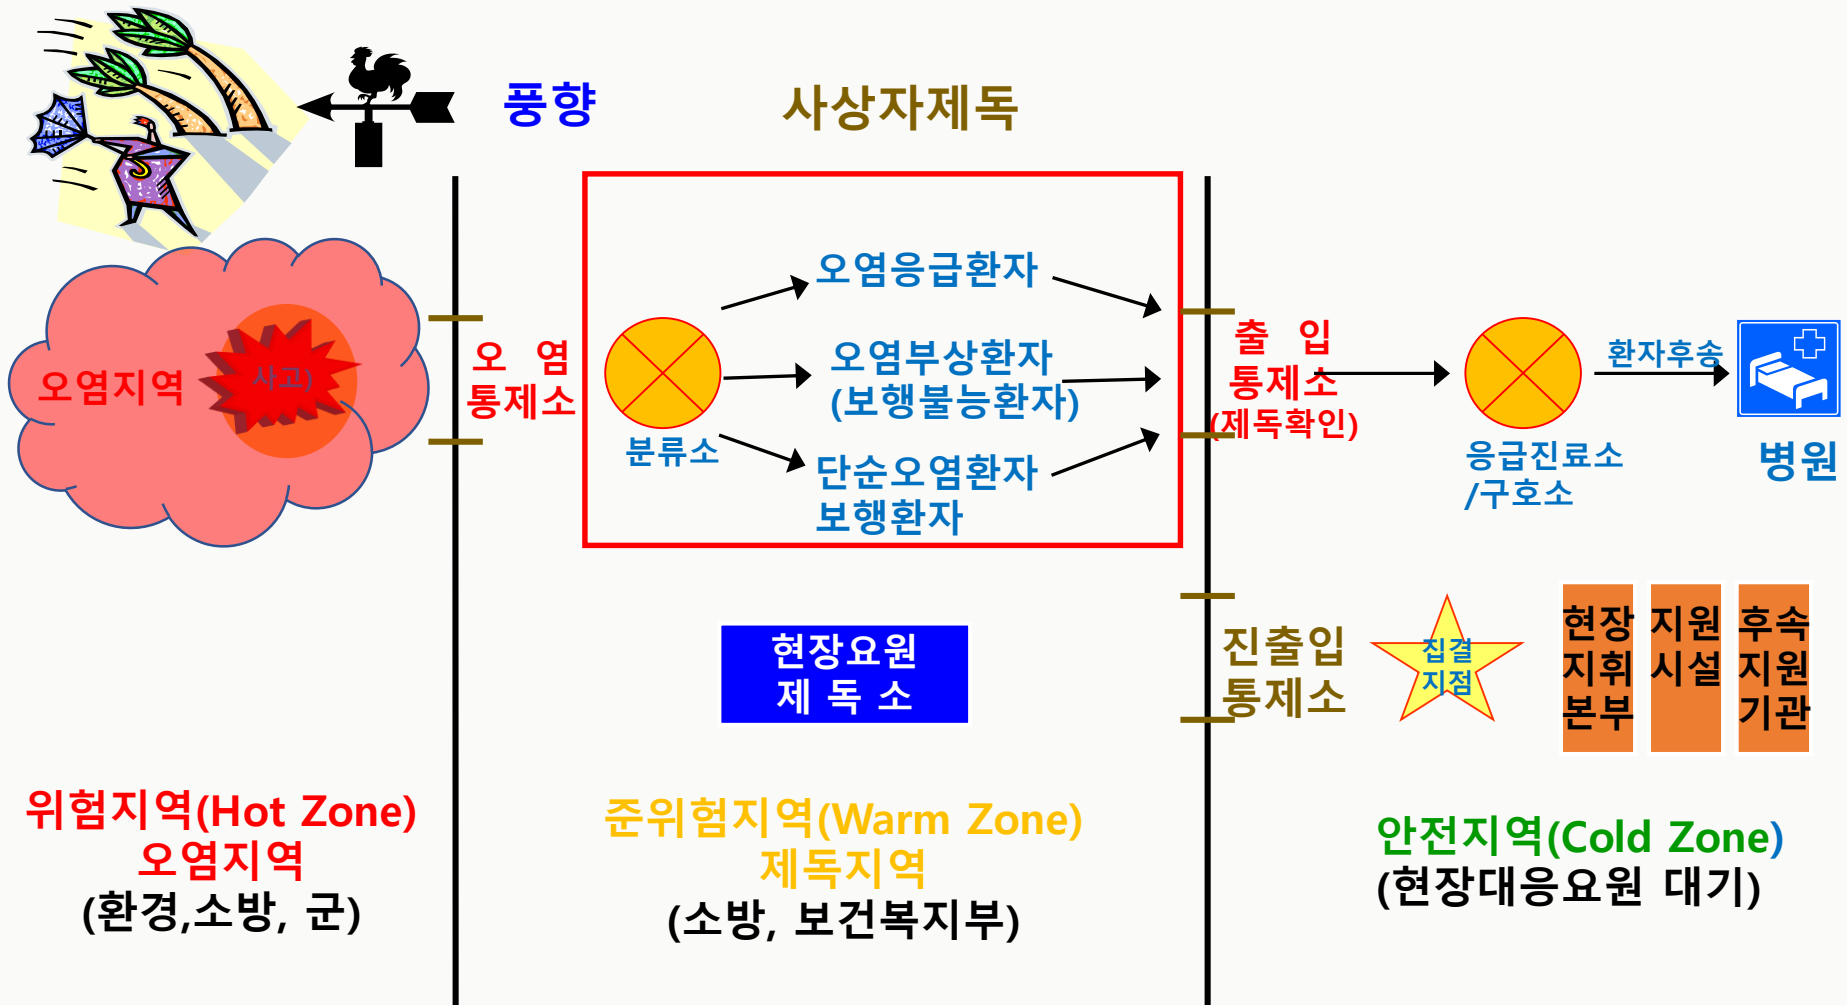 풍향
사상자제독
오염지역
사고)
오 염
통제소
분류소
오염응급환자
오염부상환자
(보행불능환자)
단순오염환자
보행환자
출 입
통제소
(제독확인)
환자후송
응급진료소
/구호소
병원
현장요원
제 독 소
진출입
통제소
집결
지점
현장
지휘
본부
지원
시설
후속
지원
기관
위험지역(Hot Zone)
오염지역
(환경,소방, 군)
준위험지역(Warm Zone)
제독지역
(소방, 보건복지부)
안전지역(Cold Zone)
(현장대응요원 대기)